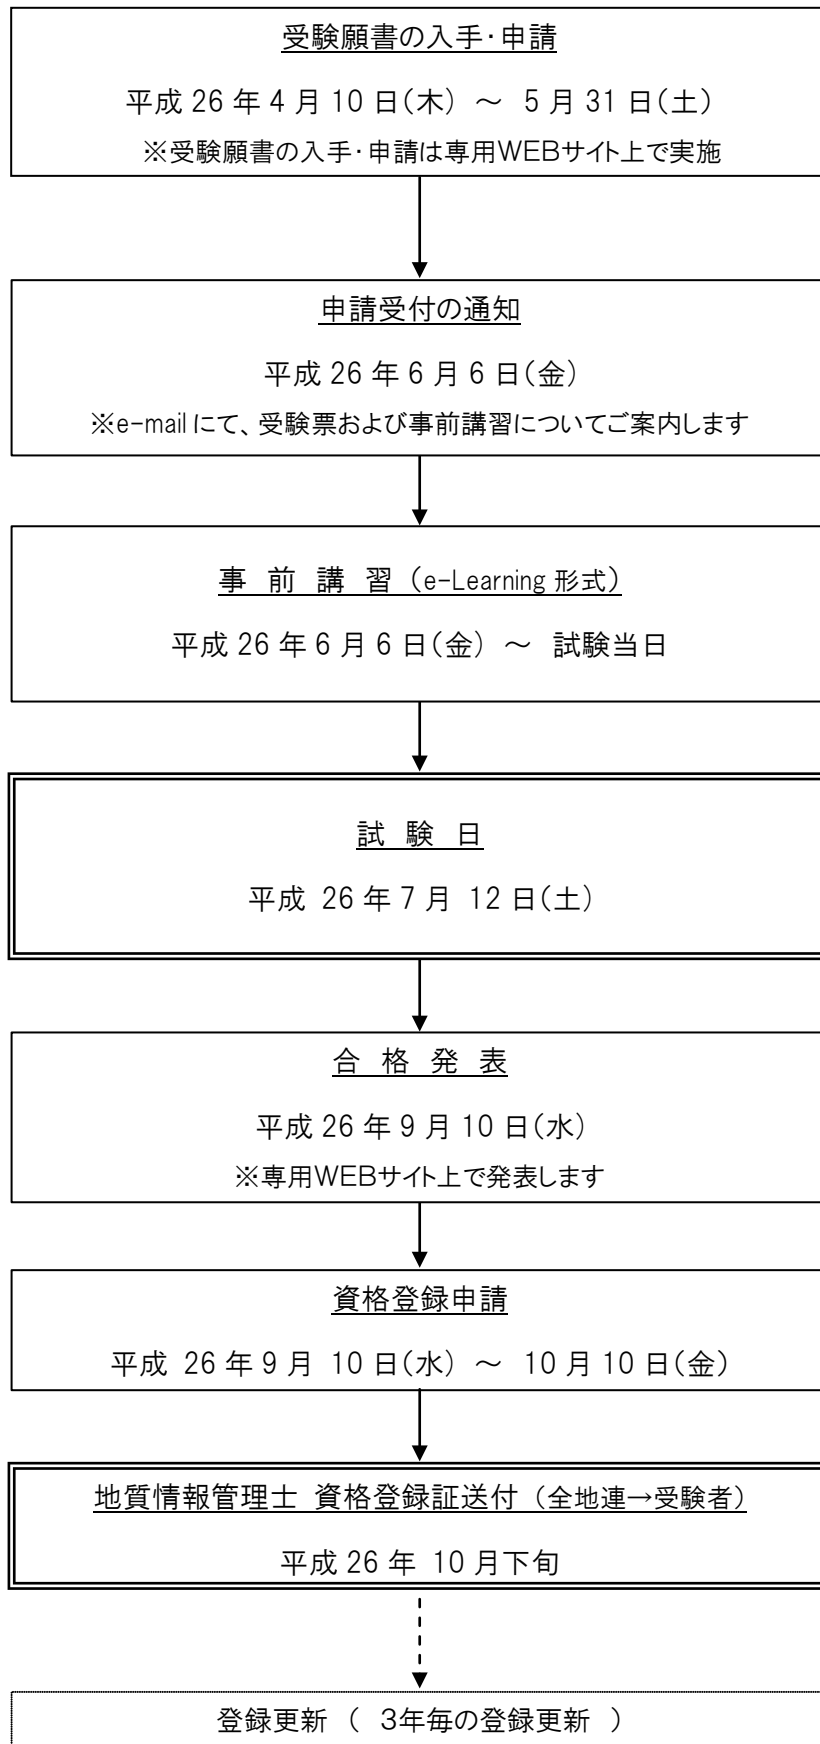 受験願書の入手・申請
平成 26 年 4 月 10 日(木) ～ 5 月 31 日(土)
※受験願書の入手・申請は専用WEBサイト上で実施
申請受付の通知
平成 26 年 6 月 6 日(金)
※e-mail にて、受験票および事前講習についてご案内します
事 前 講 習 (e-Learning 形式)
平成 26 年 6 月 6 日(金) ～ 試験当日
試 験 日
平成 26 年 7 月 12 日(土)
合 格 発 表
平成 26 年 9 月 10 日(水)
※専用WEBサイト上で発表します
資格登録申請
平成 26 年 9 月 10 日(水) ～ 10 月 10 日(金)
地質情報管理士 資格登録証送付 (全地連→受験者)
平成 26 年 10 月下旬
登録更新 ( 3年毎の登録更新 )